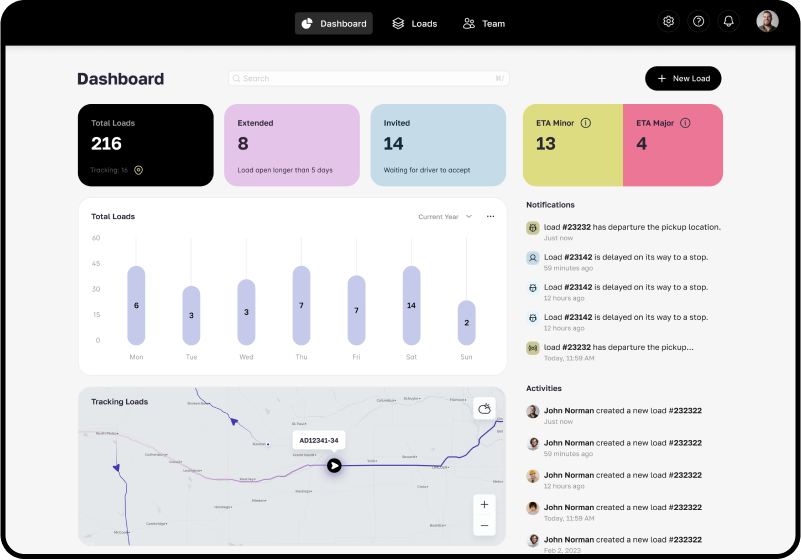 Dashboard
Loads
Team
Dashboard
Search
⌘/
+ New Load
Total Loads
216
Tracking: 16
Extended
8
Load open longer than 5 days
Invited
14
Waiting for driver to accept
ETA Minor
13
ETA Major
4
Total Loads
Current Year
60
45
30
15
0
6
3
3
7
7
14
2
Mon
Tue
Wed
Thu
Fri
Sat
Sun
Tracking Loads
AD12341-34
+
−
Notifications
load #23232 has departure the pickup location.
Just now
Load #23142 is delayed on its way to a stop.
59 minutes ago
Load #23142 is delayed on its way to a stop.
12 hours ago
Load #23142 is delayed on its way to a stop.
12 hours ago
load #23232 has departure the pickup...
Today, 11:59 AM
Activities
John Norman created a new load #232322
Just now
John Norman created a new load #232322
59 minutes ago
John Norman created a new load #232322
12 hours ago
John Norman created a new load #232322
Today, 11:59 AM
John Norman created a new load #232322
Feb 2, 2023